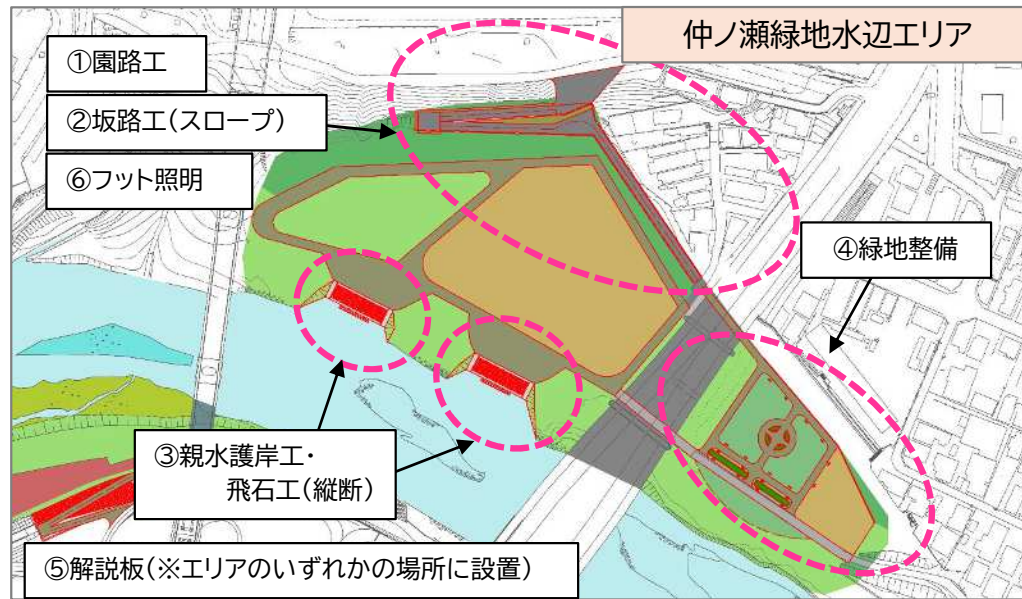 仲ノ瀬緑地水辺エリア
①園路工
②坂路工(スロープ)
⑥フット照明
④緑地整備
③親水護岸工・
飛石工(縦断)
⑤解説板(※エリアのいずれかの場所に設置)